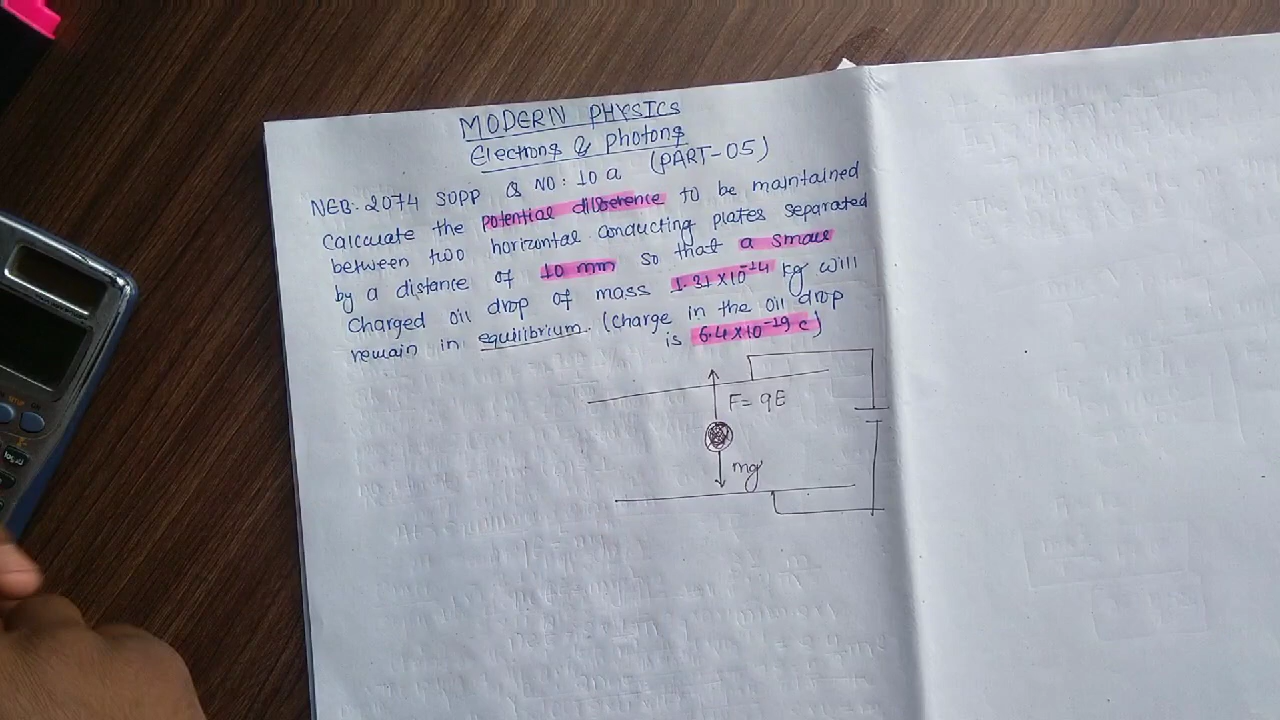 MODERN PHYSICS
Electrons & Photons
(PART-05)
NEB-2074 SUPP Q NO: 10 a
Calcuate the potential difference to be maintained
between two horizontal conducting plates separated
by a distance of 10 mm so that a small
Charged oil drop of mass 1.31×10⁻¹⁴ kg will
remain in equilibrium. (Charge in the oil drop
is 6.4×10⁻¹⁹ C)
F = qE
mg